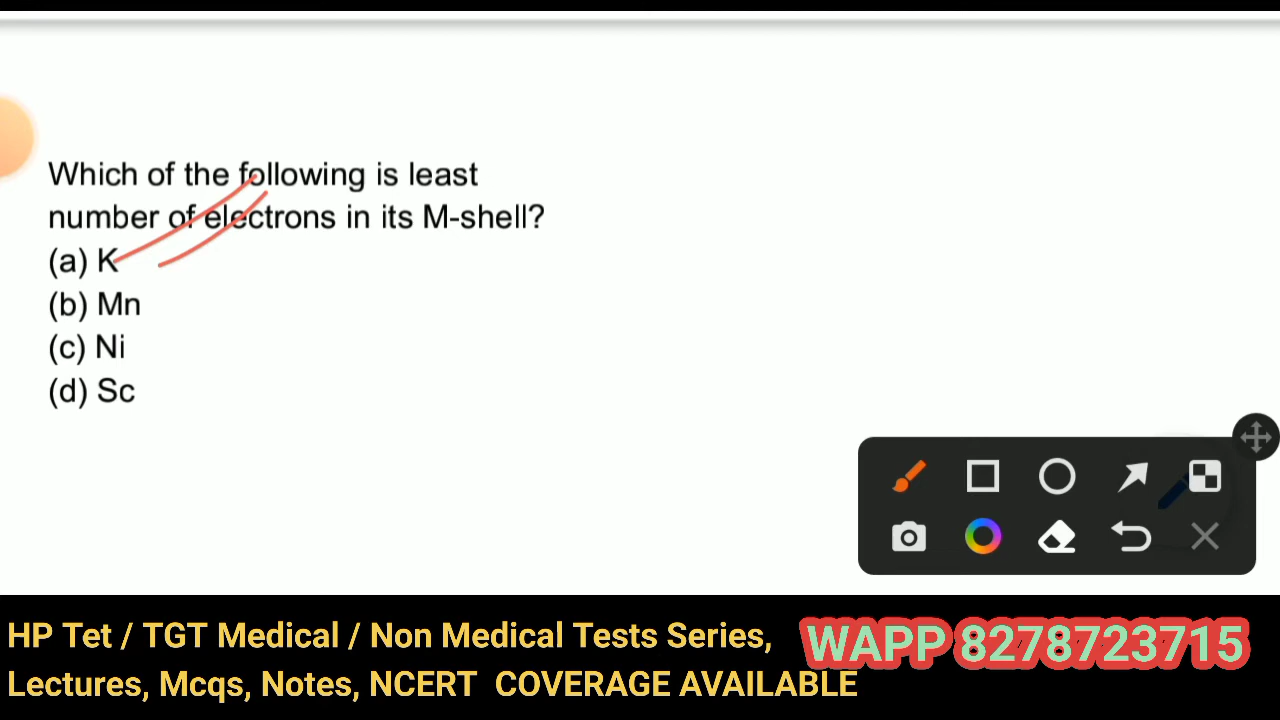 Which of the following is least
number of electrons in its M-shell?
(a) K
(b) Mn
(c) Ni
(d) Sc
HP Tet / TGT Medical / Non Medical Tests Series,
Lectures, Mcqs, Notes, NCERT COVERAGE AVAILABLE
WAPP 8278723715